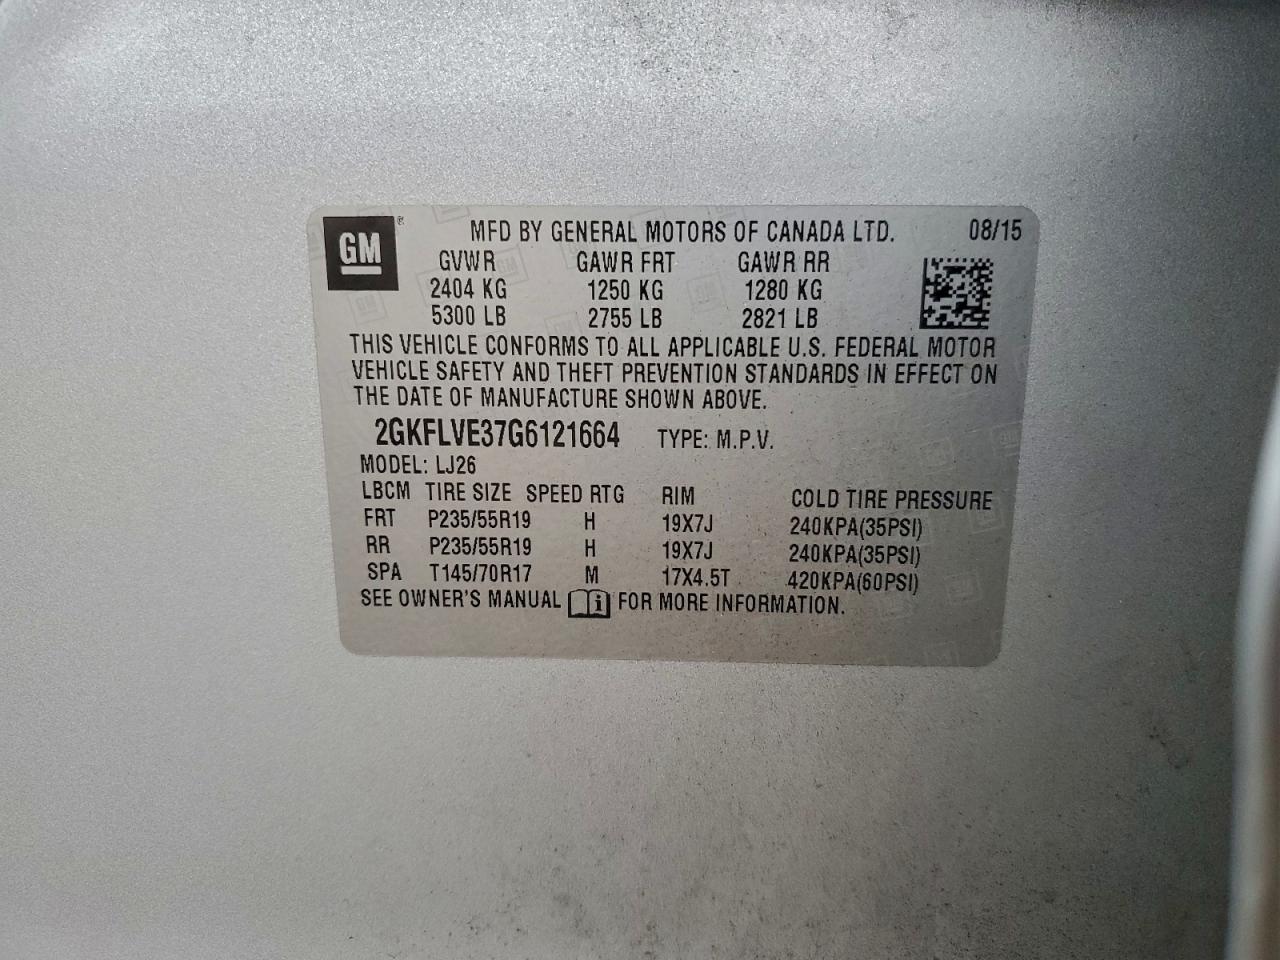 GM ®
MFD BY GENERAL MOTORS OF CANADA LTD. 08/15
GVWR GAWR FRT GAWR RR
2404 KG 1250 KG 1280 KG
5300 LB 2755 LB 2821 LB
THIS VEHICLE CONFORMS TO ALL APPLICABLE U.S. FEDERAL MOTOR
VEHICLE SAFETY AND THEFT PREVENTION STANDARDS IN EFFECT ON
THE DATE OF MANUFACTURE SHOWN ABOVE.
2GKFLVE37G6121664 TYPE: M.P.V.
MODEL: LJ26
LBCM TIRE SIZE SPEED RTG RIM COLD TIRE PRESSURE
FRT P235/55R19 H 19X7J 240KPA(35PSI)
RR P235/55R19 H 19X7J 240KPA(35PSI)
SPA T145/70R17 M 17X4.5T 420KPA(60PSI)
SEE OWNER'S MANUAL i FOR MORE INFORMATION.